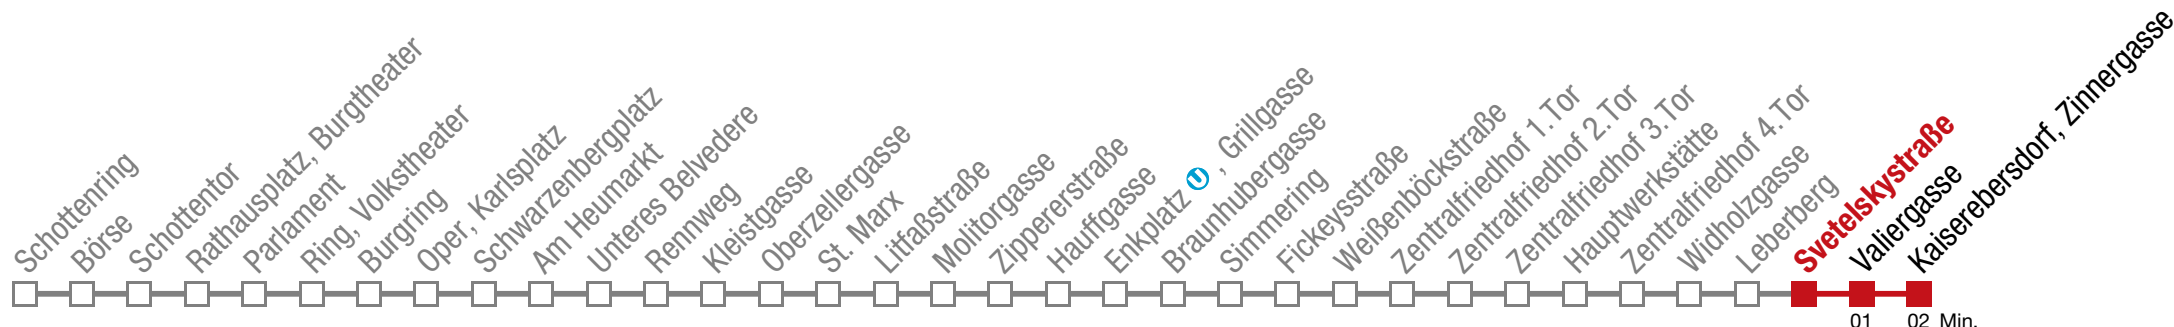 Schottenring
Börse
Schottentor
Rathausplatz, Burgtheater
Parlament
Ring, Volkstheater
Burgring
Oper, Karlsplatz
Schwarzenbergplatz
Am Heumarkt
Unteres Belvedere
Rennweg
Kleistgasse
Oberzellergasse
St. Marx
Litfaßstraße
Molitorgasse
Zippererstraße
Hauffgasse
Enkplatz U, Grillgasse
Braunhubergasse
Simmering
Fickeysstraße
Weißenböckstraße
Zentralfriedhof 1.Tor
Zentralfriedhof 2.Tor
Zentralfriedhof 3.Tor
Hauptwerkstätte
Zentralfriedhof 4.Tor
Widholzgasse
Leberberg
Svetelskystraße
Valiergasse
Kaiserebersdorf, Zinnergasse
01 02 Min.